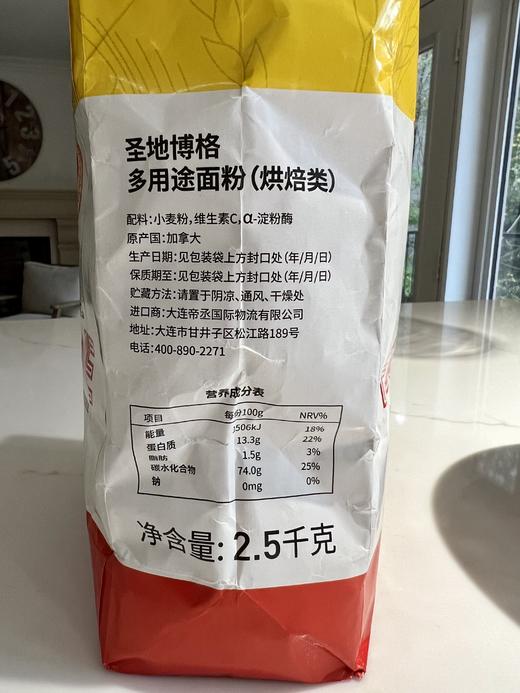 圣地博格
多用途面粉(烘焙类)
配料:小麦粉,维生素C,α-淀粉酶
原产国:加拿大
生产日期:见包装袋上方封口处(年/月/日)
保质期至:见包装袋上方封口处(年/月/日)
贮藏方法:请置于阴凉、通风、干燥处
进口商:大连帝丞国际物流有限公司
地址:大连市甘井子区松江路189号
电话:400-890-2271
营养成分表
项目 每份100g NRV%
能量 1506kJ 18%
蛋白质 13.3g 22%
脂肪 1.5g 3%
碳水化合物 74.0g 25%
钠 0mg 0%
净含量:2.5千克